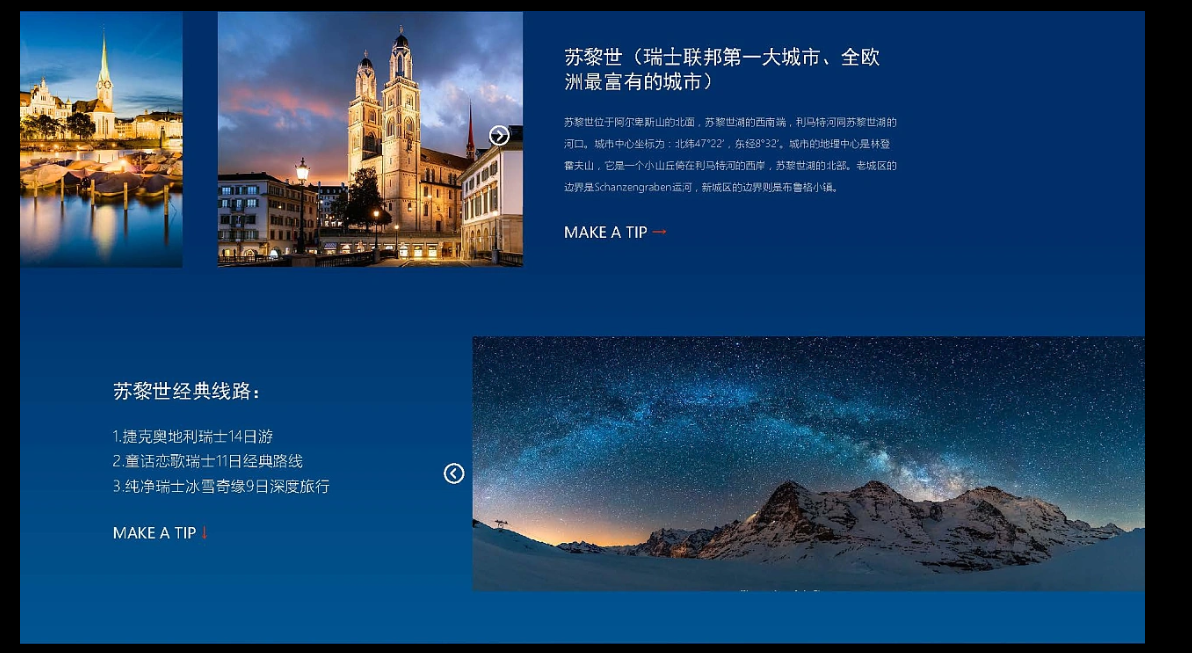 苏黎世（瑞士联邦第一大城市、全欧
洲最富有的城市）
苏黎世位于阿尔卑斯山的北面，苏黎世湖的西南端，利马特河同苏黎世湖的
河口。城市中心坐标为：北纬47°22′，东经8°32′。城市的地理中心是林登
霍夫山，它是一个小山丘倚在利马特河的西岸，苏黎世湖的北部。老城区的
边界是Schanzengraben运河，新城区的边界则是布鲁格小镇。
MAKE A TIP →
苏黎世经典线路：
1.捷克奥地利瑞士14日游
2.童话恋歌瑞士11日经典路线
3.纯净瑞士冰雪奇缘9日深度旅行
MAKE A TIP ↓